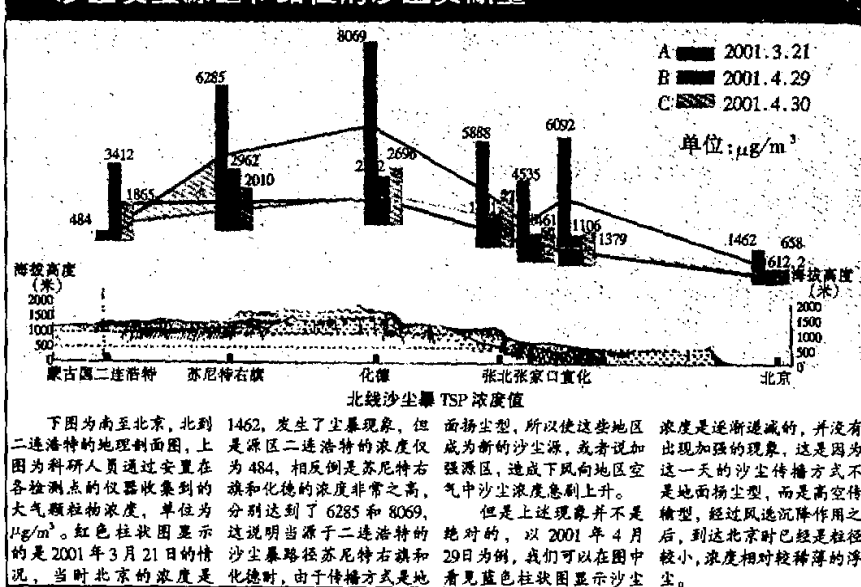 A 2001.3.21
B 2001.4.29
C 2001.4.30
单位:μg/m³
8069
6285
3412
1865
484
2962
2010
2696
5888
4535
6092
1106
1379
1462
658
612.2
海拔高度
(米)
2000
1500
1000
500
0
海拔高度
(米)
2000
1500
1000
500
0
蒙古国二连浩特 苏尼特右旗 化德 张北张家口宣化 北京
北线沙尘暴 TSP 浓度值
下图为南至北京,北到
二连浩特的地理剖面图,上
图为科研人员通过安置在
各检测点的仪器收集到的
大气颗粒物浓度,单位为
μg/m³。红色柱状图显示
的是2001年3月21日的情
况,当时北京的浓度是
1462,发生了尘暴现象,但
是源区二连浩特的浓度仅
为484,相反倒是苏尼特右
旗和化德的浓度非常之高,
分别达到了6285和8069,
这说明当源于二连浩特的
沙尘暴路径苏尼特右旗和
化德时,由于传播方式是地
面扬尘型,所以使这些地区
成为新的沙尘源,或者说加
强源区,造成下风向地区空
气中沙尘浓度急剧上升。
但是上述现象并不是
绝对的,以2001年4月
29日为例,我们可以在图中
看见蓝色柱状图显示沙尘
浓度是逐渐递减的,并没有
出现加强的现象,这是因为
这一天的沙尘传播方式不
是地面扬尘型,而是高空传
输型,经过风选沉降作用之
后,到达北京时已经是粒径
较小,浓度相对较稀薄的浮
尘。